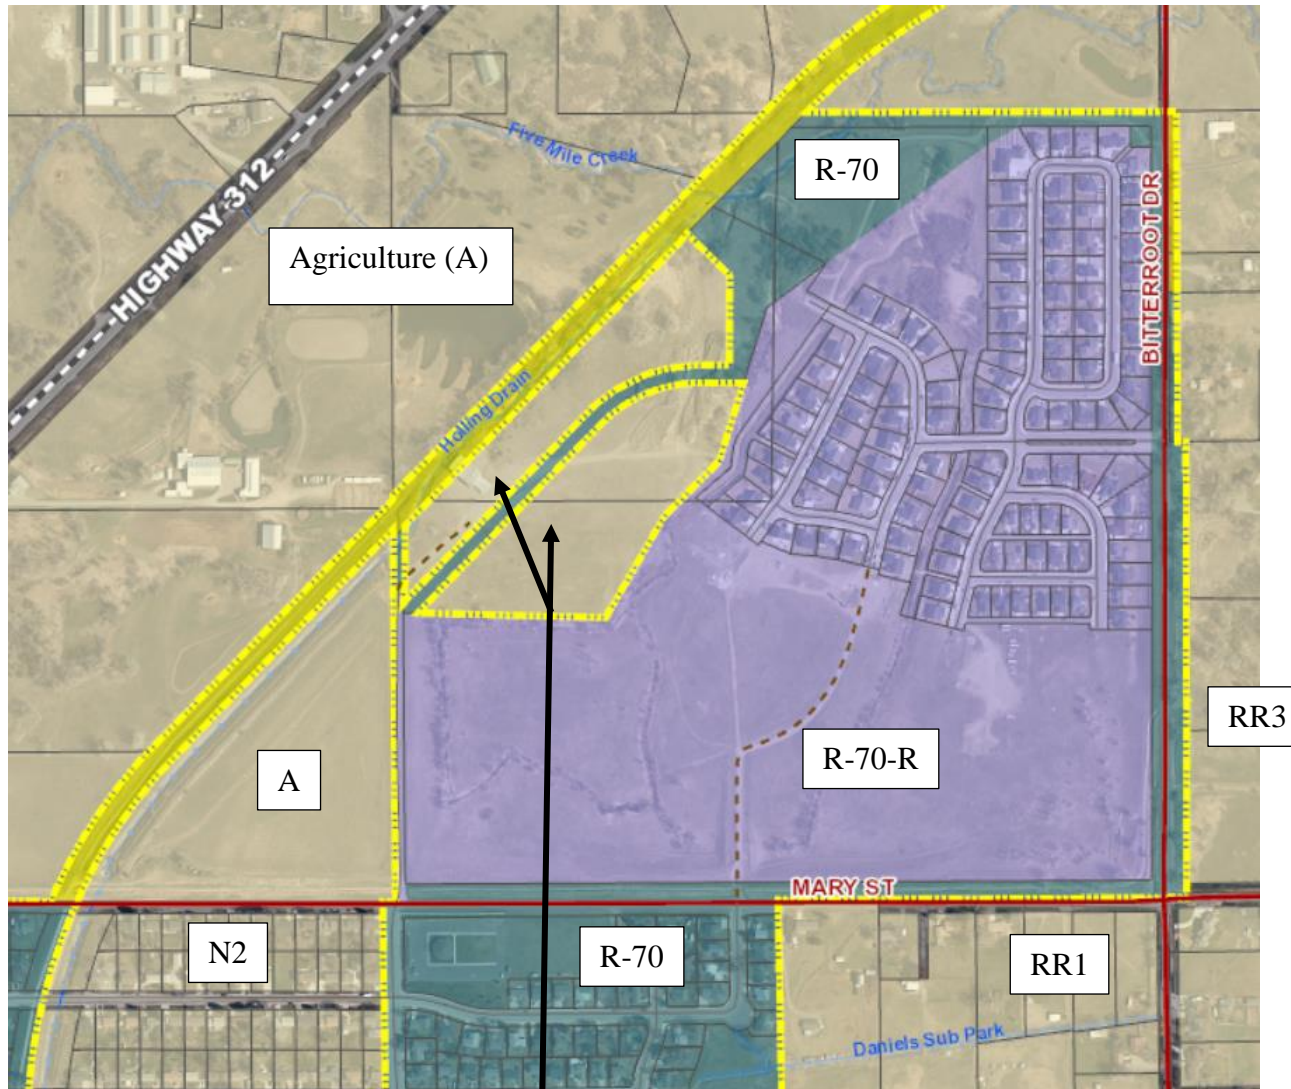 Five Mile Creek
R-70
HIGHWAY 312
Agriculture (A)
BITTERROOT DR
Holling Drain
RR3
R-70-R
A
MARY ST
N2
R-70
RR1
Daniels Sub Park